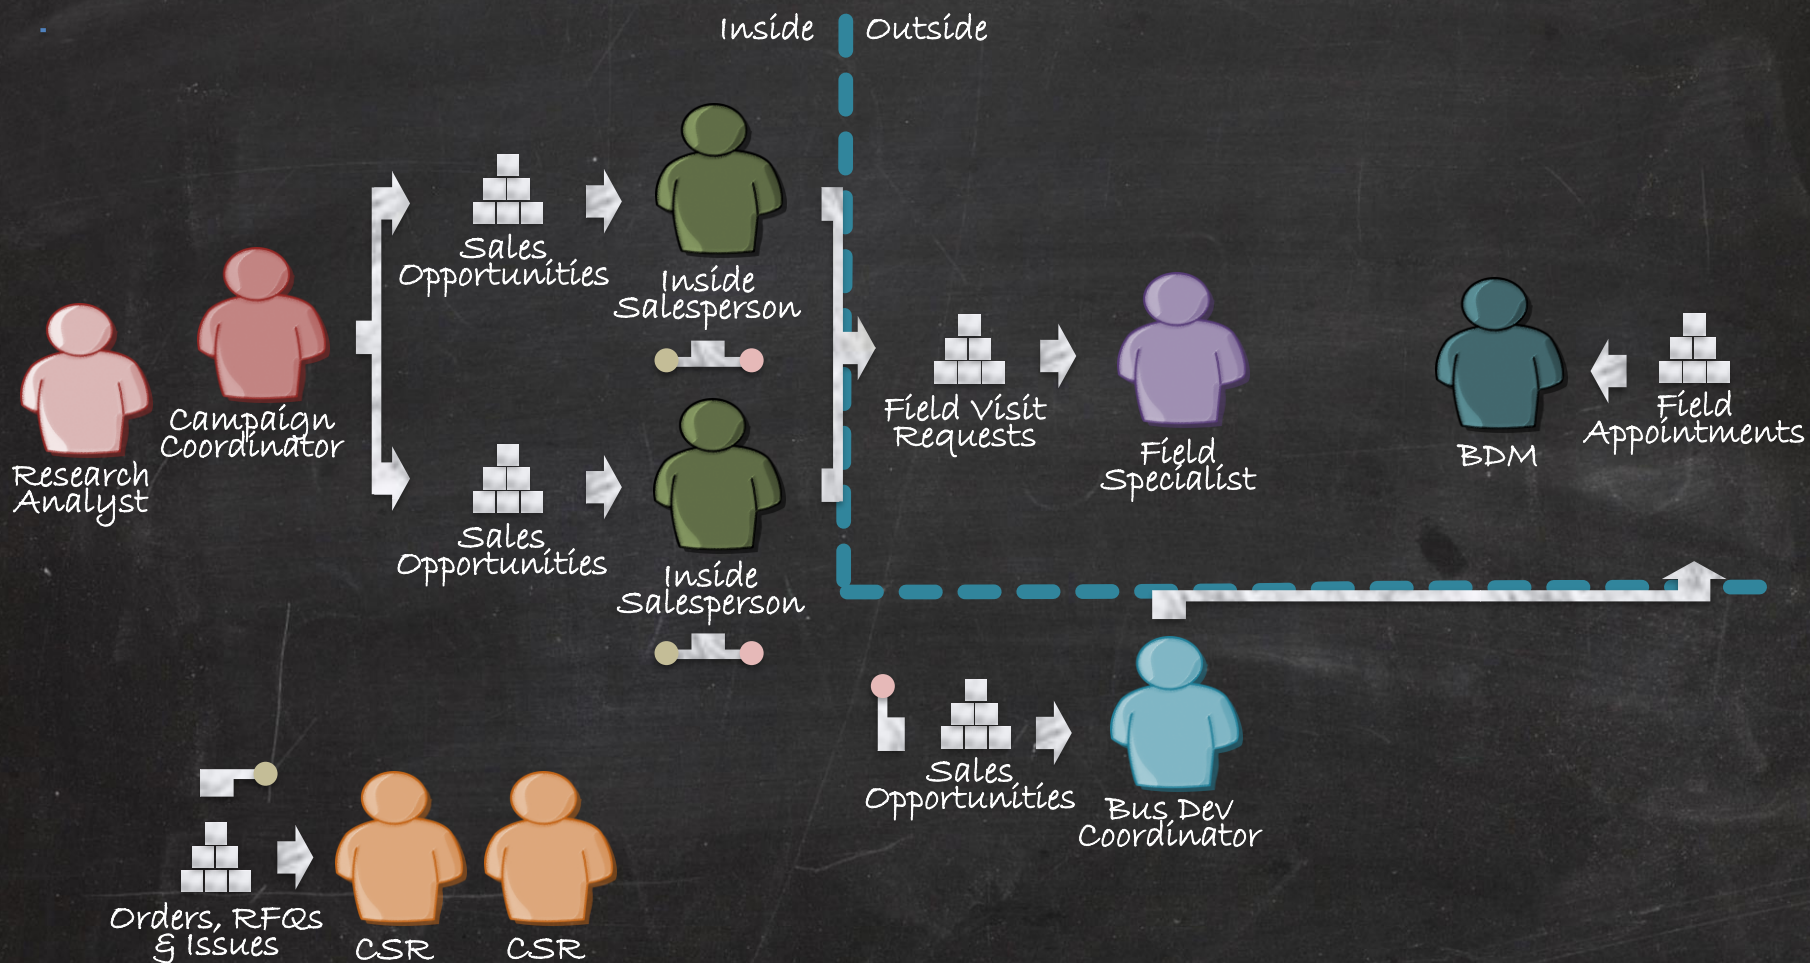 Inside
Outside
Sales
Opportunities
Inside
Salesperson
Campaign
Coordinator
Research
Analyst
Field Visit
Requests
Field
Specialist
BDM
Field
Appointments
Sales
Opportunities
Inside
Salesperson
Sales
Opportunities
Bus Dev
Coordinator
Orders, RFQs
& Issues
CSR
CSR